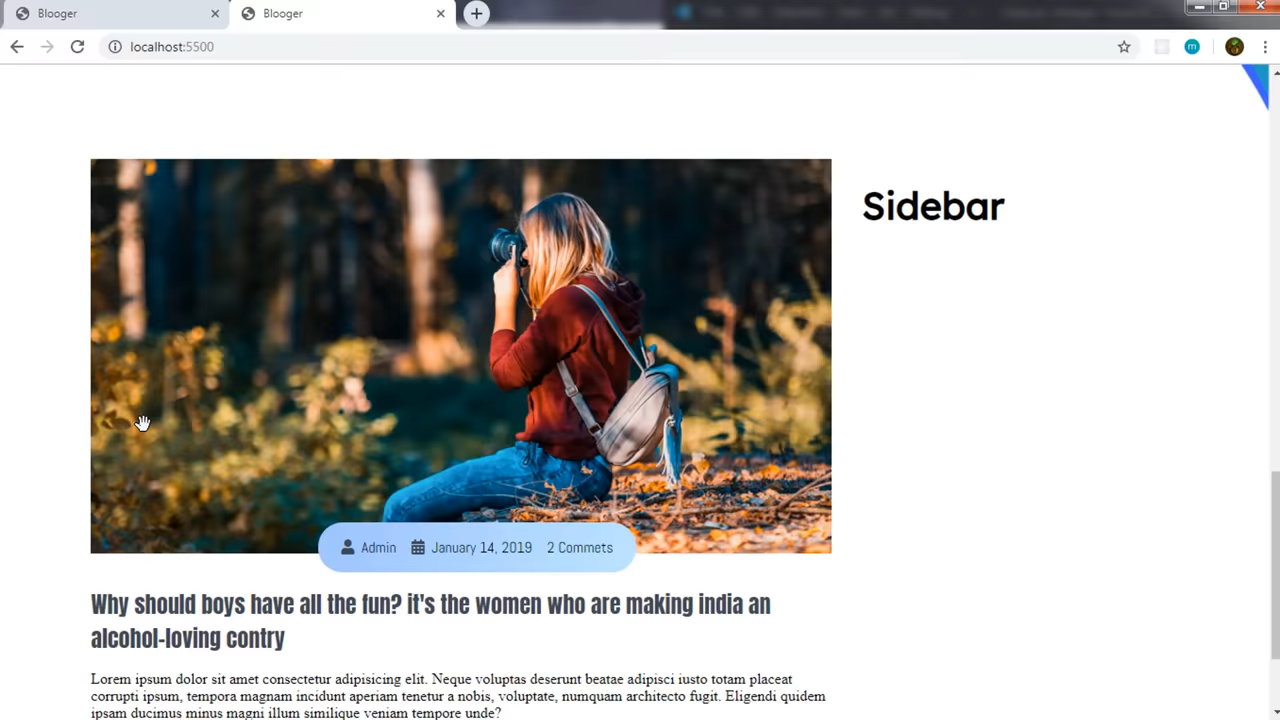 Blooger
Blooger
localhost:5500
Sidebar
Admin January 14, 2019 2 Commets
Why should boys have all the fun? it's the women who are making india an
alcohol-loving contry
Lorem ipsum dolor sit amet consectetur adipisicing elit. Neque voluptas deserunt beatae adipisci iusto totam placeat
corrupti ipsum, tempora magnam incidunt aperiam tenetur a nobis, voluptate, numquam architecto fugit. Eligendi quidem
ipsam ducimus minus magni illum similique veniam tempore unde?